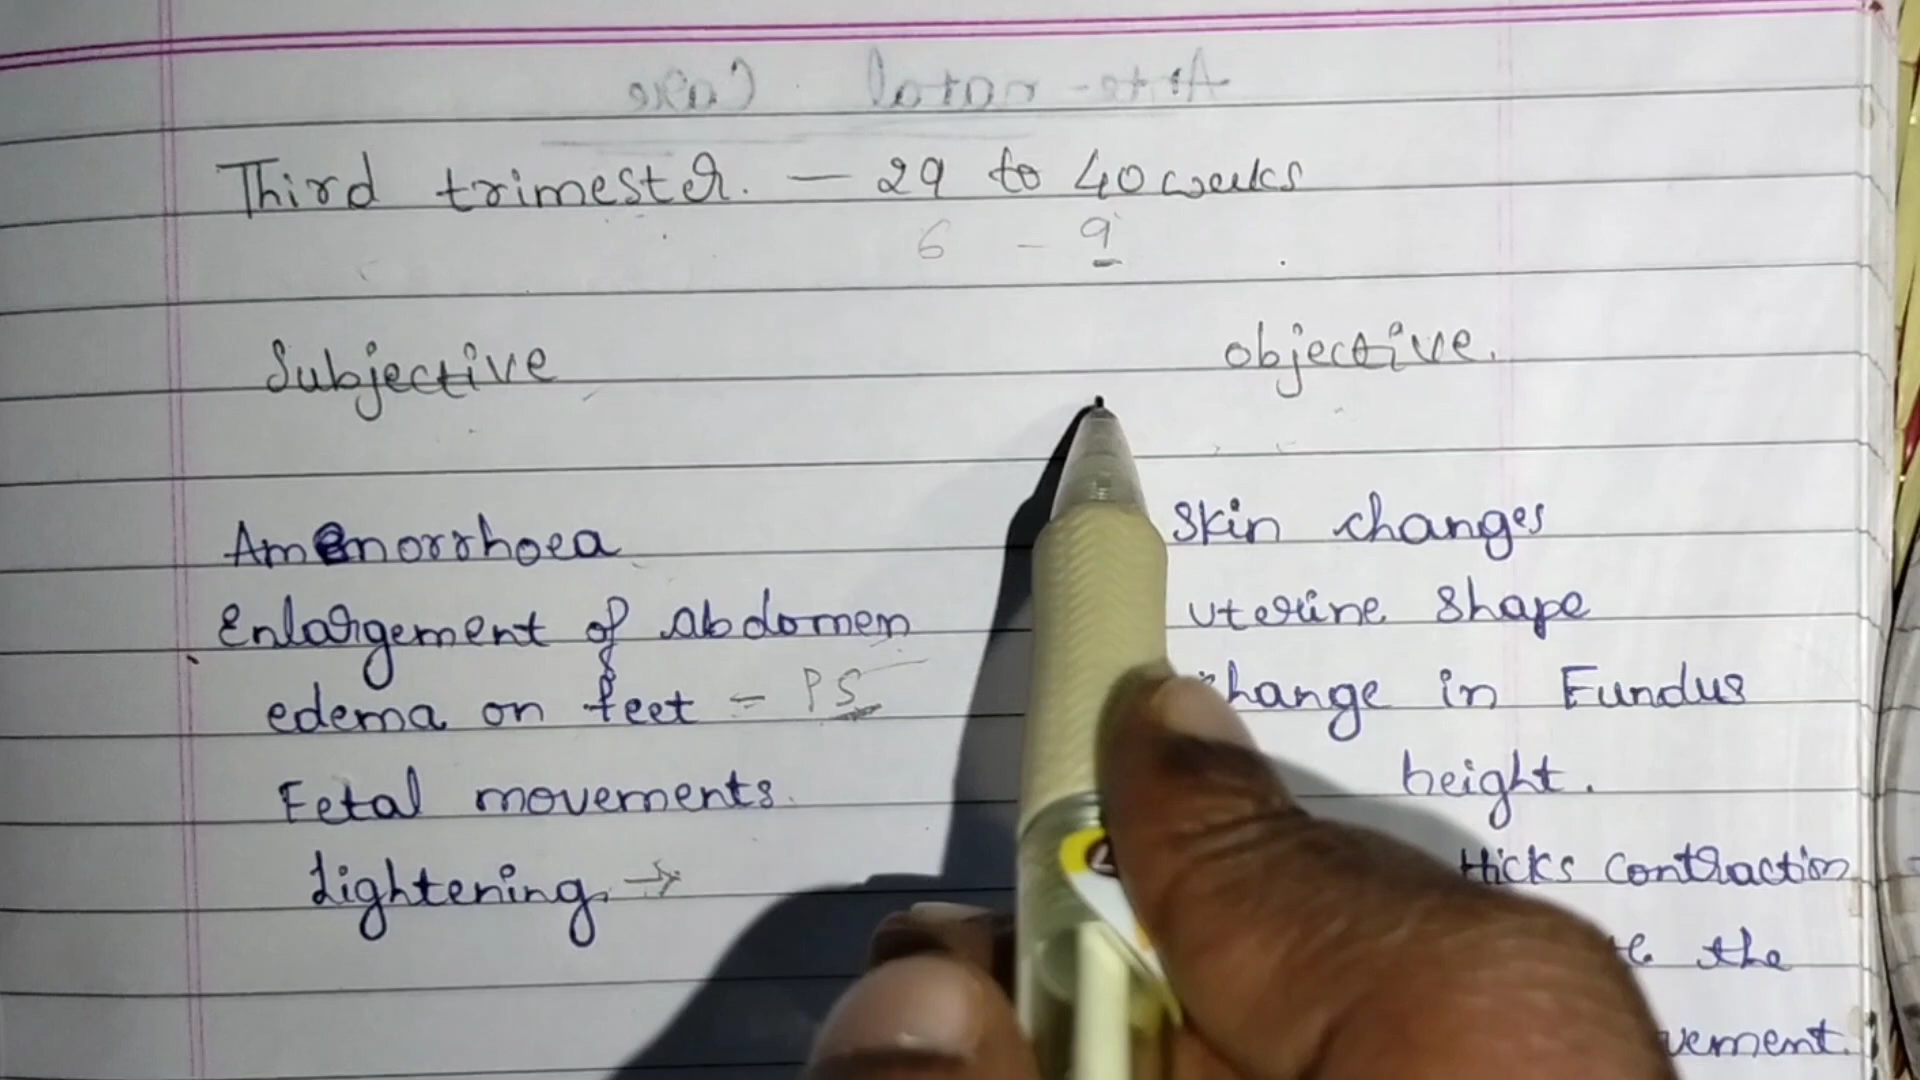 Third trimester. - 29 to 40 weeks
6 - 9
Subjective
objective.
Amenorrhoea
Enlargement of abdomen
edema on feet = PS
Fetal movements.
Lightening. →
Skin changes
uterine shape
change in Fundus
height.
Hicks contraction
the
vement.